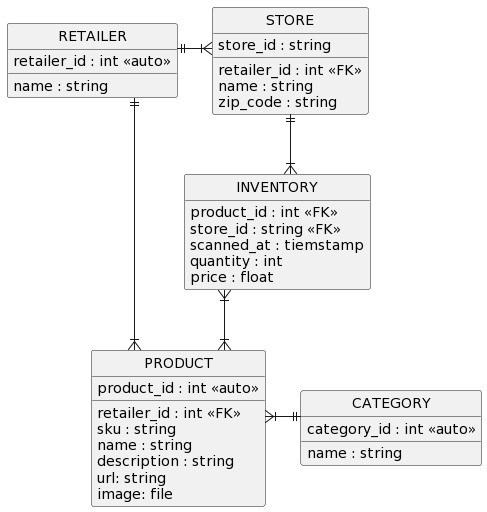 RETAILER
retailer_id : int «auto»
name : string
STORE
store_id : string
retailer_id : int «FK»
name : string
zip_code : string
INVENTORY
product_id : int «FK»
store_id : string «FK»
scanned_at : tiemstamp
quantity : int
price : float
PRODUCT
product_id : int «auto»
retailer_id : int «FK»
sku : string
name : string
description : string
url: string
image: file
CATEGORY
category_id : int «auto»
name : string